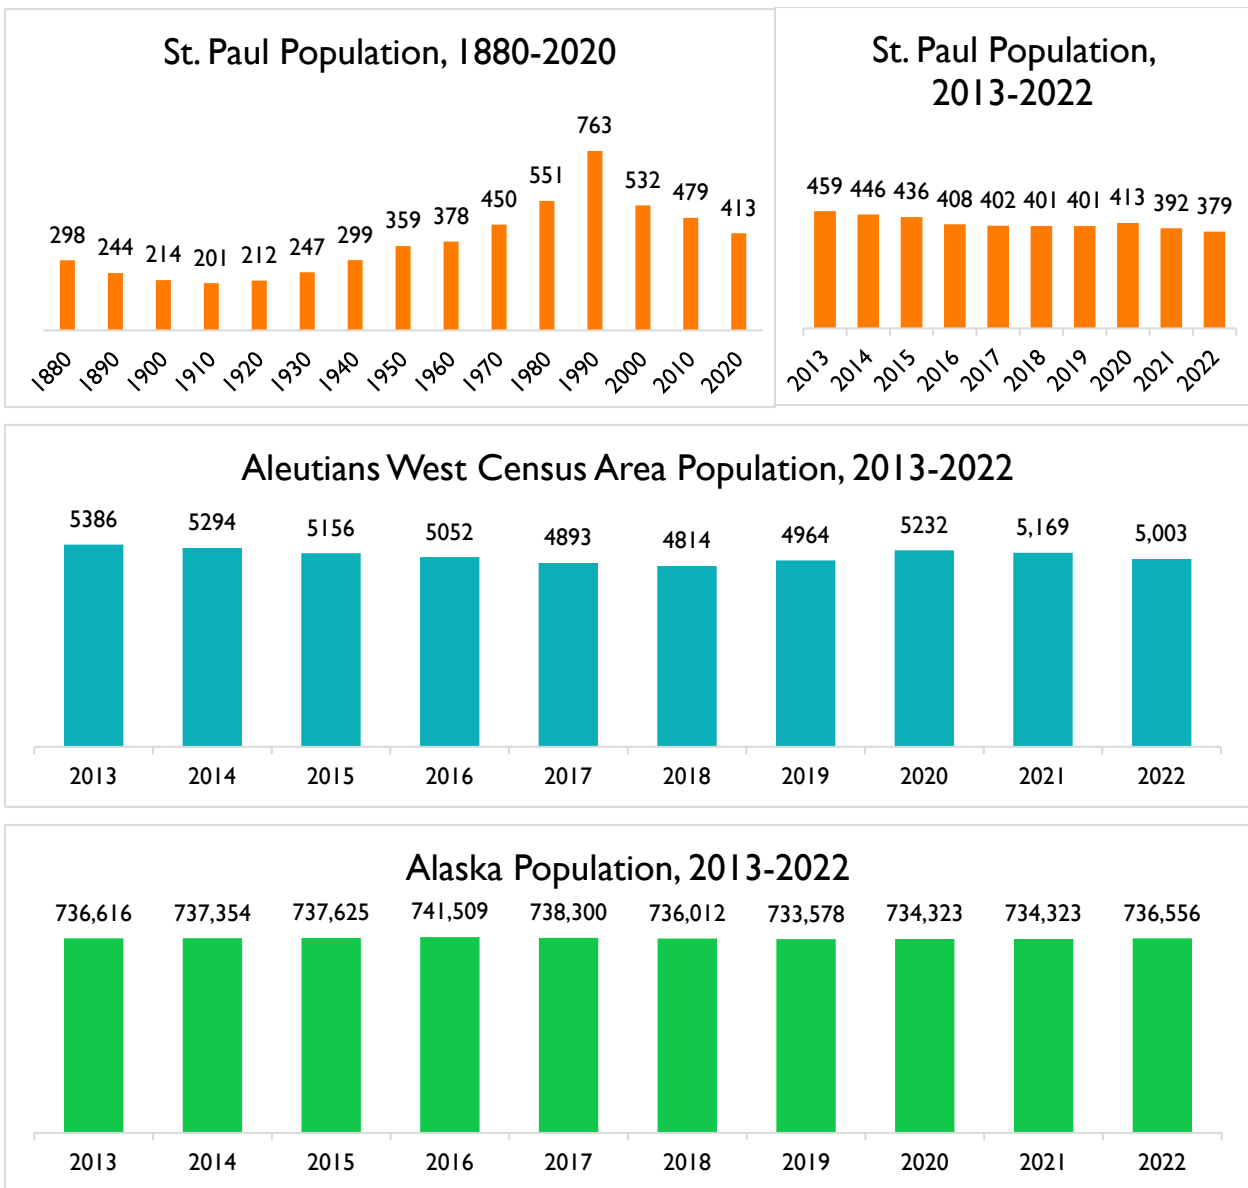 St. Paul Population, 1880-2020
298 244 214 201 212 247 299 359 378 450 551 763 532 479 413
1880 1890 1900 1910 1920 1930 1940 1950 1960 1970 1980 1990 2000 2010 2020
St. Paul Population,
2013-2022
459 446 436 408 402 401 401 413 392 379
2013 2014 2015 2016 2017 2018 2019 2020 2021 2022
Aleutians West Census Area Population, 2013-2022
5386 5294 5156 5052 4893 4814 4964 5232 5,169 5,003
2013 2014 2015 2016 2017 2018 2019 2020 2021 2022
Alaska Population, 2013-2022
736,616 737,354 737,625 741,509 738,300 736,012 733,578 734,323 734,323 736,556
2013 2014 2015 2016 2017 2018 2019 2020 2021 2022